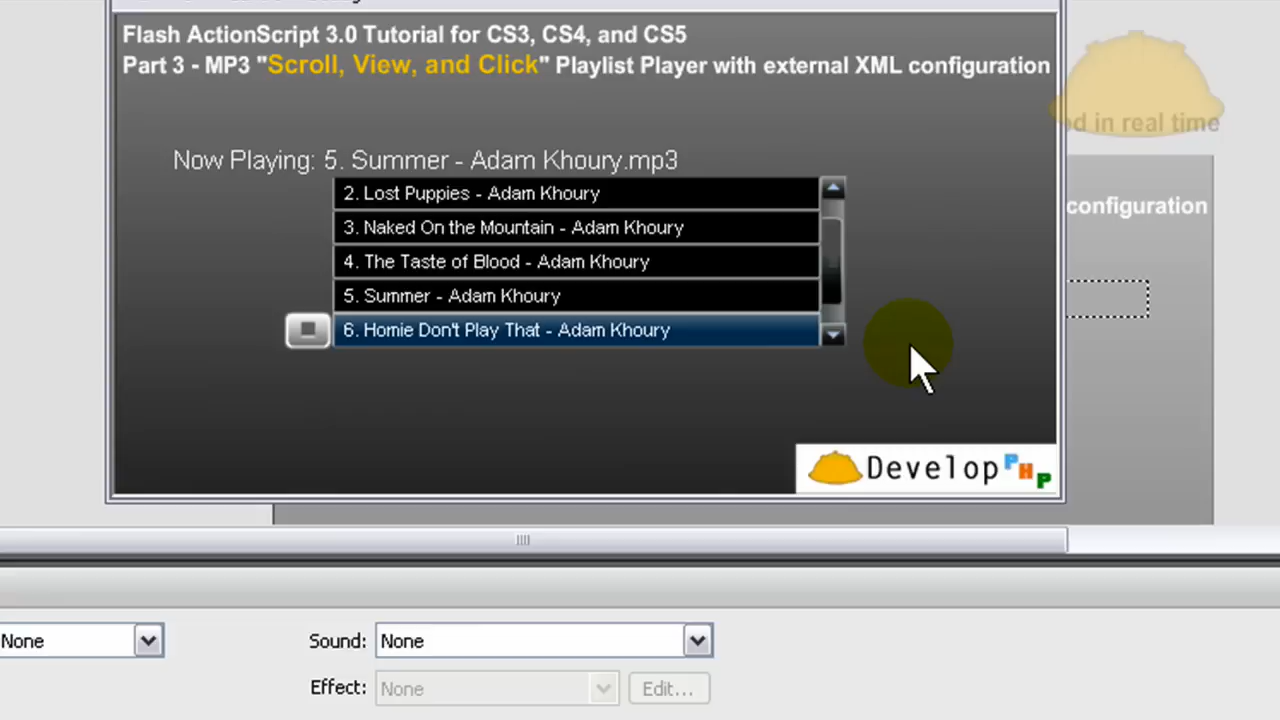 Flash ActionScript 3.0 Tutorial for CS3, CS4, and CS5
Part 3 - MP3 "Scroll, View, and Click" Playlist Player with external XML configuration
d in real time
configuration
Now Playing: 5. Summer - Adam Khoury.mp3
2. Lost Puppies - Adam Khoury
3. Naked On the Mountain - Adam Khoury
4. The Taste of Blood - Adam Khoury
5. Summer - Adam Khoury
6. Homie Don't Play That - Adam Khoury
Develop PHP
None
Sound: None
Effect: None Edit...